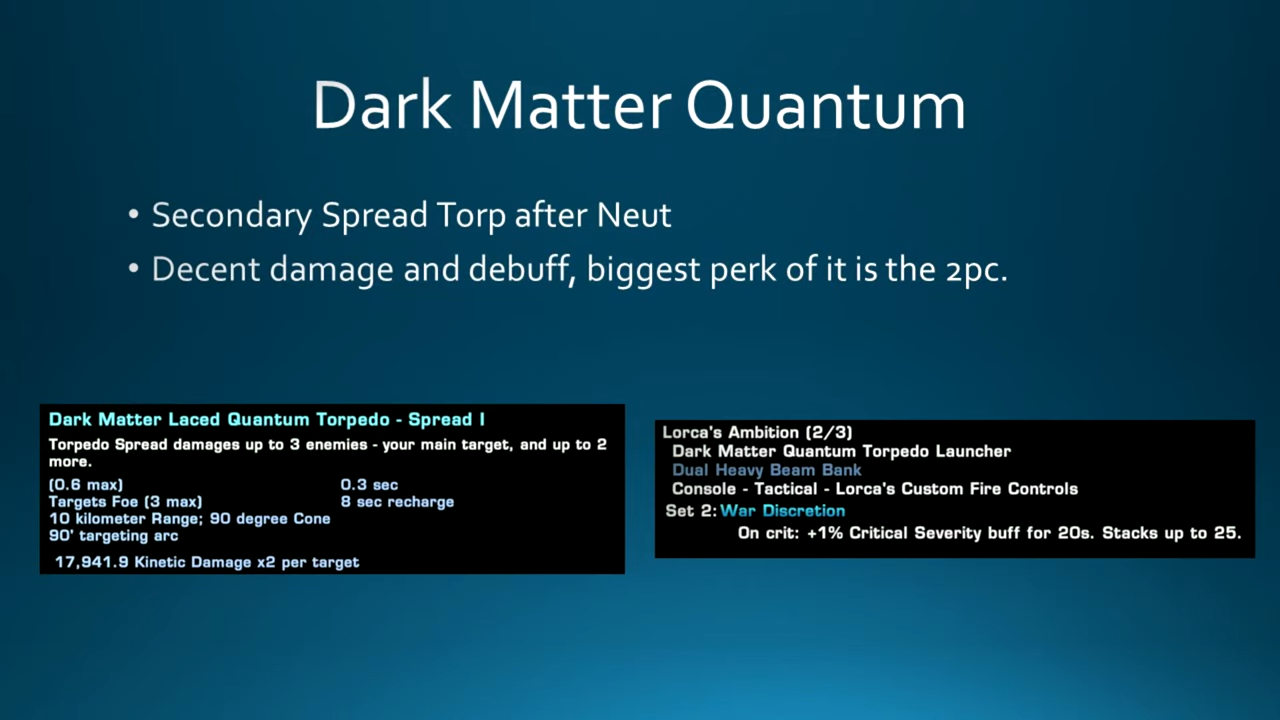 Dark Matter Quantum
• Secondary Spread Torp after Neut
• Decent damage and debuff, biggest perk of it is the 2pc.
Dark Matter Laced Quantum Torpedo - Spread I
Torpedo Spread damages up to 3 enemies - your main target, and up to 2
more.
(0.6 max) 0.3 sec
Targets Foe (3 max) 8 sec recharge
10 kilometer Range; 90 degree Cone
90' targeting arc
17,941.9 Kinetic Damage x2 per target
Lorca's Ambition (2/3)
Dark Matter Quantum Torpedo Launcher
Dual Heavy Beam Bank
Console - Tactical - Lorca's Custom Fire Controls
Set 2: War Discretion
On crit: +1% Critical Severity buff for 20s. Stacks up to 25.